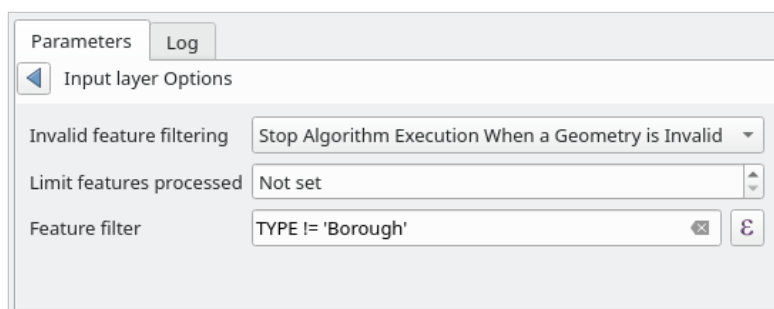 Parameters
Log
Input layer Options
Invalid feature filtering
Stop Algorithm Execution When a Geometry is Invalid
Limit features processed
Not set
Feature filter
TYPE != 'Borough'
ε